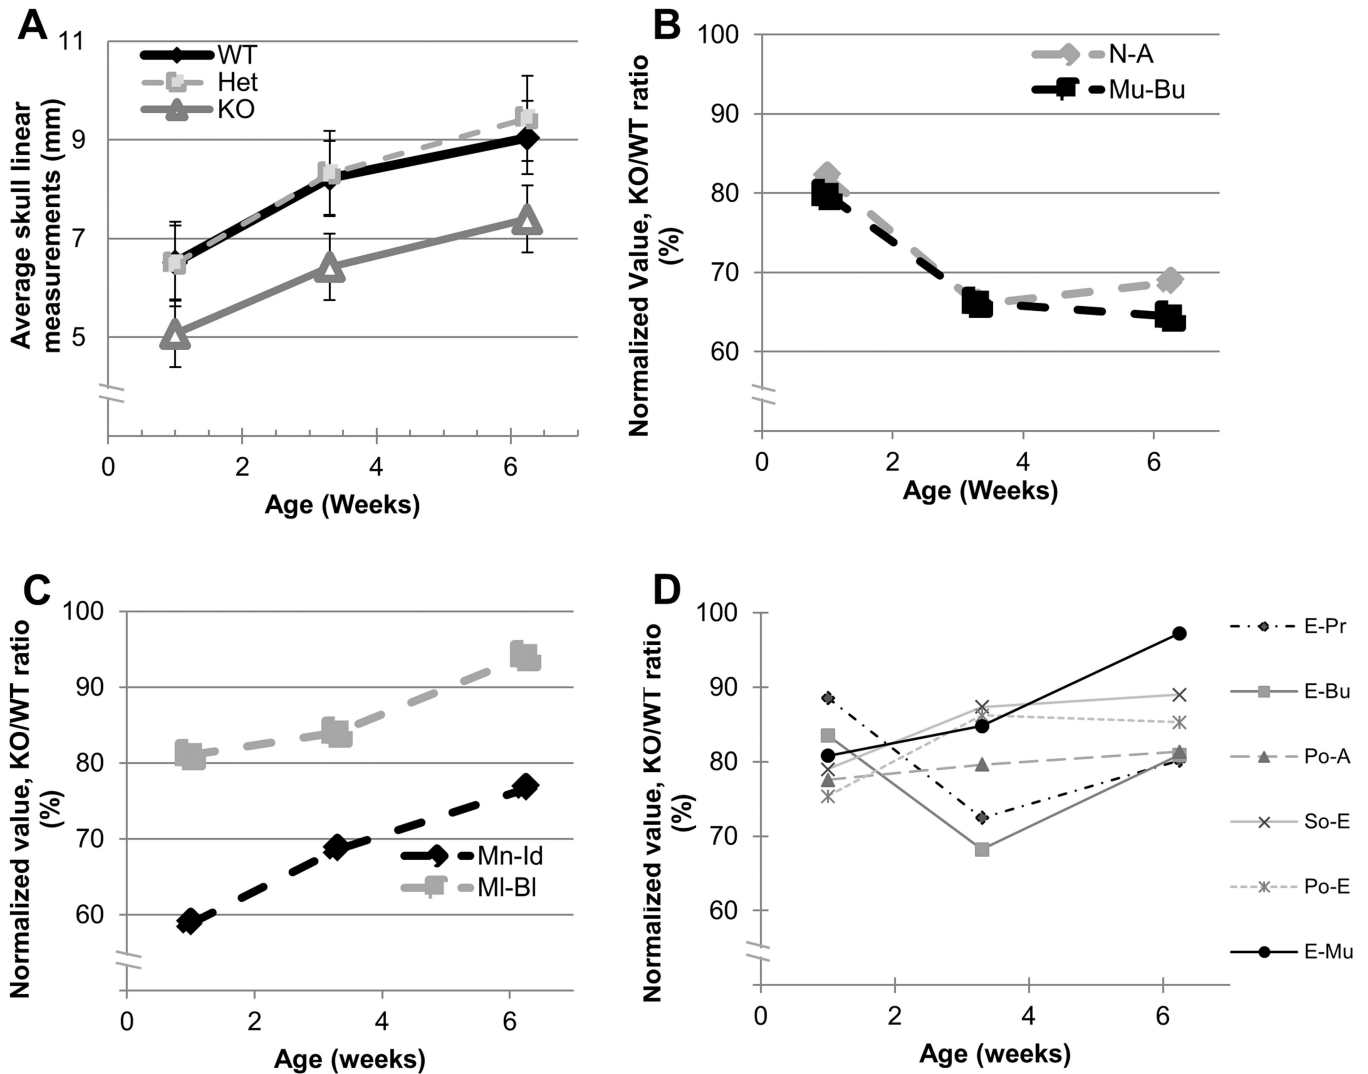 A
Average skull linear
measurements (mm)
11
9
7
5
WT
Het
KO
0
2
4
6
Age (Weeks)
B
Normalized Value, KO/WT ratio
(%)
100
90
80
70
60
N-A
Mu-Bu
0
2
4
6
Age (Weeks)
C
Normalized value, KO/WT ratio
(%)
100
90
80
70
60
Mn-Id
Ml-Bl
0
2
4
6
Age (weeks)
D
Normalized value, KO/WT ratio
(%)
100
90
80
70
60
0
2
4
6
Age (weeks)
E-Pr
E-Bu
Po-A
So-E
Po-E
E-Mu